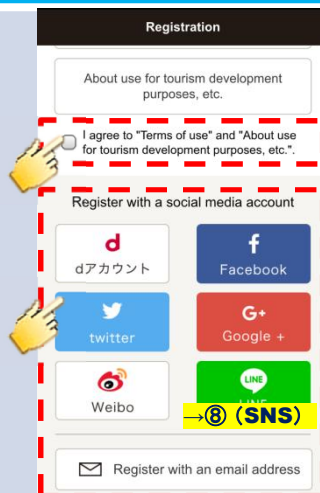 Registration
About use for tourism development
purposes, etc.
I agree to "Terms of use" and "About use
for tourism development purposes, etc.".
Register with a social media account
d
dアカウント
f
Facebook
twitter
G+
Google +
Weibo
LINE
LINE
→⑧（SNS）
Register with an email address